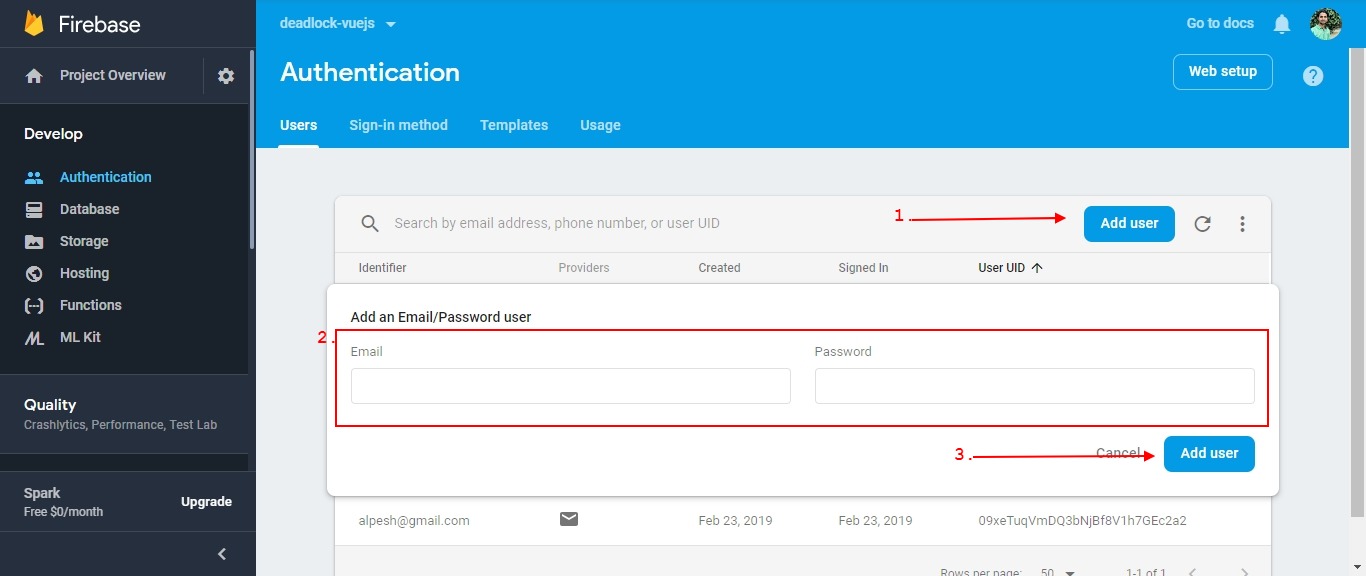 Firebase
deadlock-vuejs
Go to docs
Project Overview
Authentication
Web setup
?
Develop
Users
Sign-in method
Templates
Usage
Authentication
Database
Storage
Hosting
Functions
ML Kit
Quality
Crashlytics, Performance, Test Lab
Spark
Free $0/month
Upgrade
Search by email address, phone number, or user UID
1.
Add user
Identifier
Providers
Created
Signed In
User UID
Add an Email/Password user
2.
Email
Password
3.
Cancel
Add user
alpesh@gmail.com
Feb 23, 2019
Feb 23, 2019
09xeTuqVmDQ3bNjBf8V1h7GEc2a2
Rows per page:
50
1-1 of 1